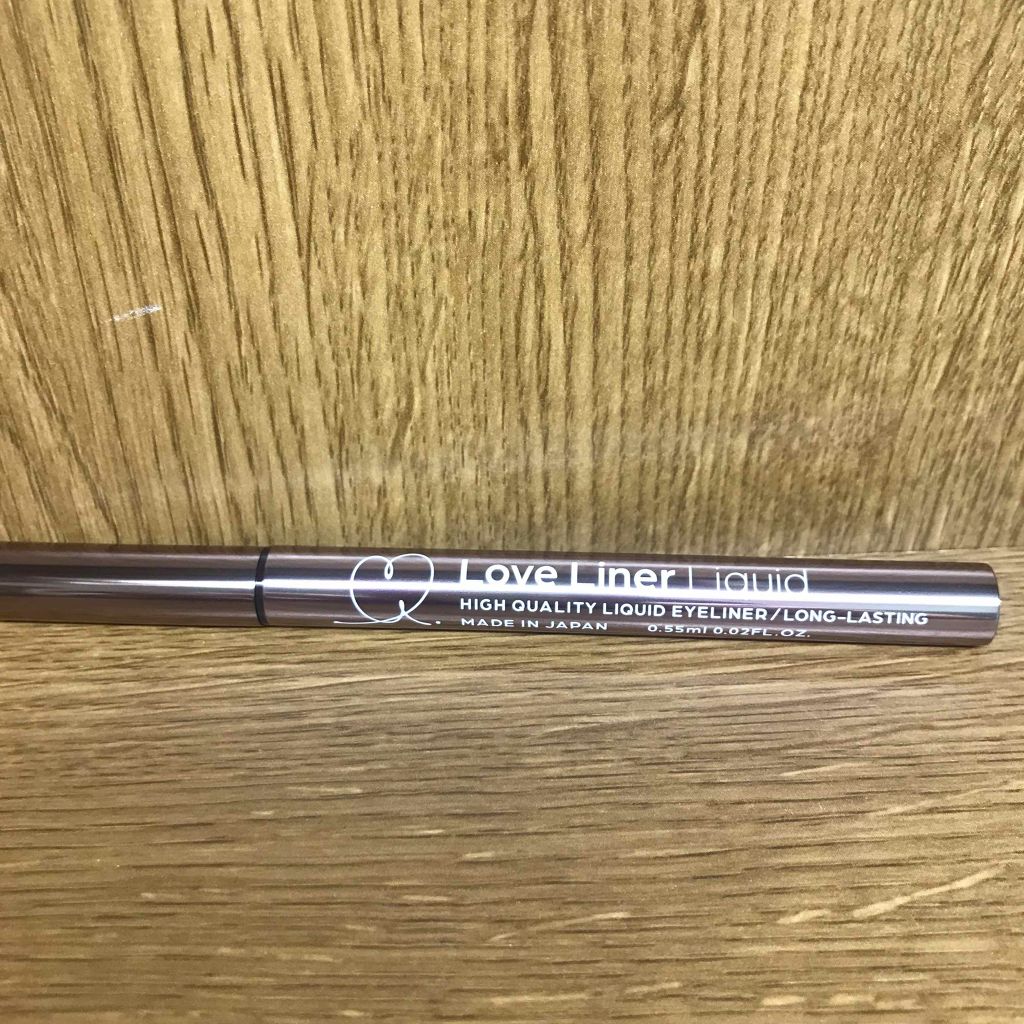 Love Liner | Liquid
HIGH QUALITY LIQUID EYELINER/LONG-LASTING
MADE IN JAPAN 0.55ml 0.02FL.OZ.